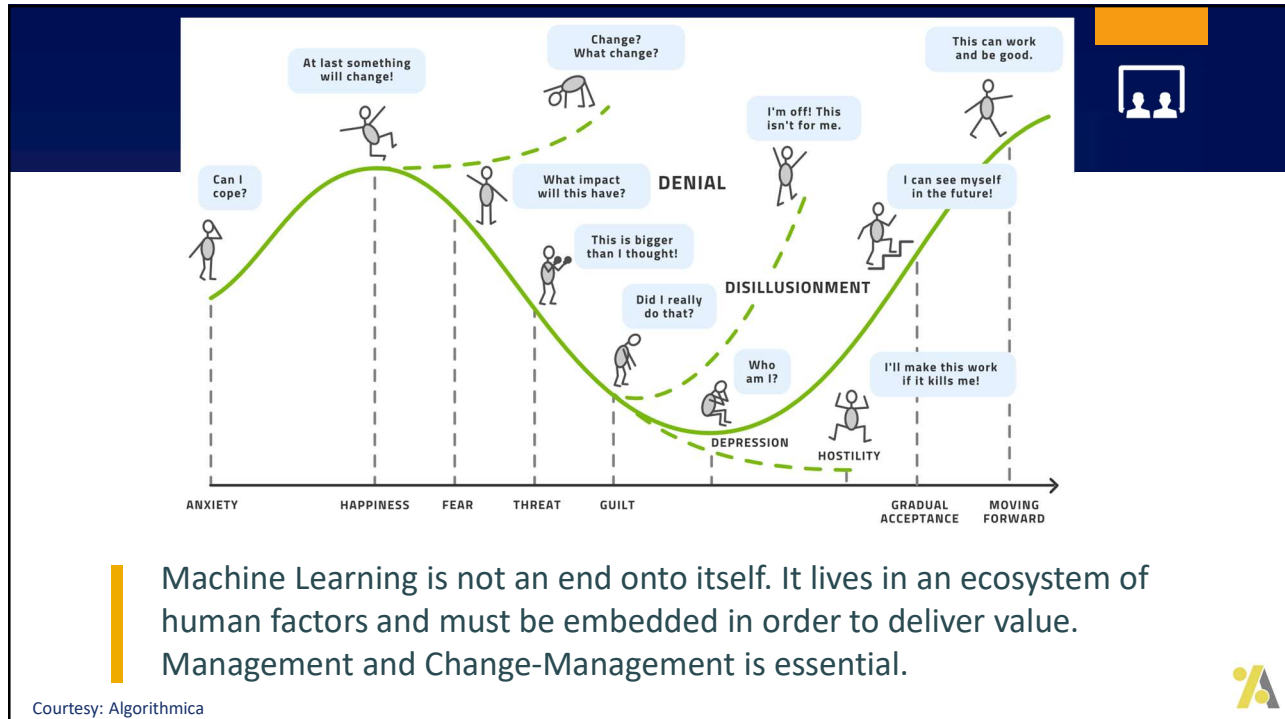 Can I
cope?
At last something
will change!
Change?
What change?
What impact
will this have?
DENIAL
This is bigger
than I thought!
Did I really
do that?
I'm off! This
isn't for me.
DISILLUSIONMENT
Who
am I?
I'll make this work
if it kills me!
I can see myself
in the future!
This can work
and be good.
DEPRESSION
HOSTILITY
ANXIETY
HAPPINESS
FEAR
THREAT
GUILT
GRADUAL
ACCEPTANCE
MOVING
FORWARD
Machine Learning is not an end onto itself. It lives in an ecosystem of
human factors and must be embedded in order to deliver value.
Management and Change-Management is essential.
Courtesy: Algorithmica